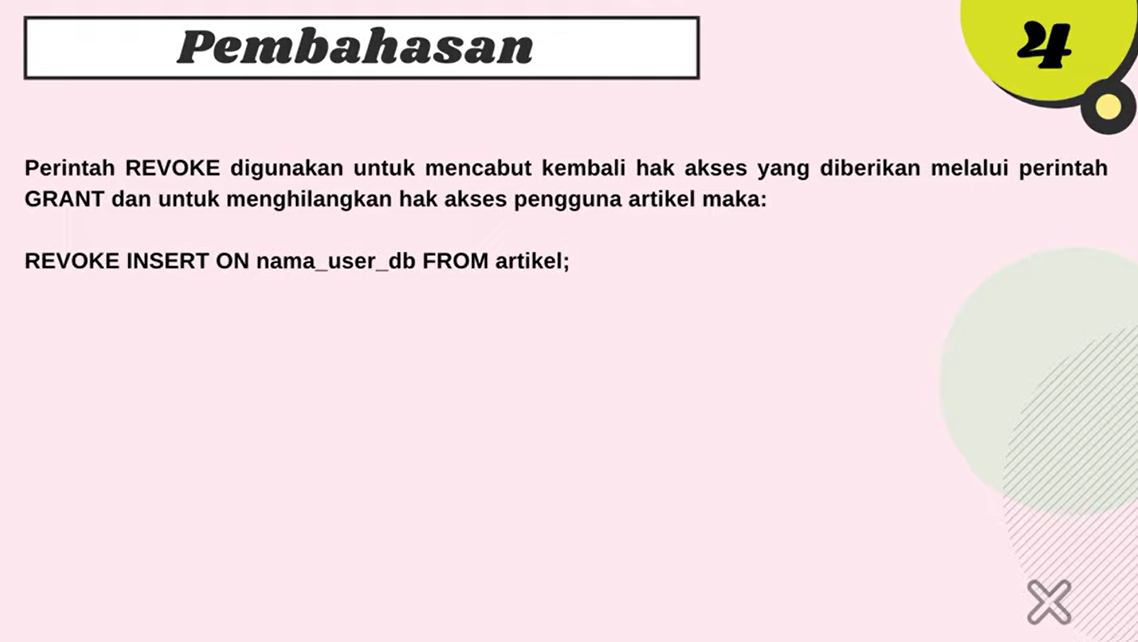 Pembahasan
4
Perintah REVOKE digunakan untuk mencabut kembali hak akses yang diberikan melalui perintah
GRANT dan untuk menghilangkan hak akses pengguna artikel maka:
REVOKE INSERT ON nama_user_db FROM artikel;